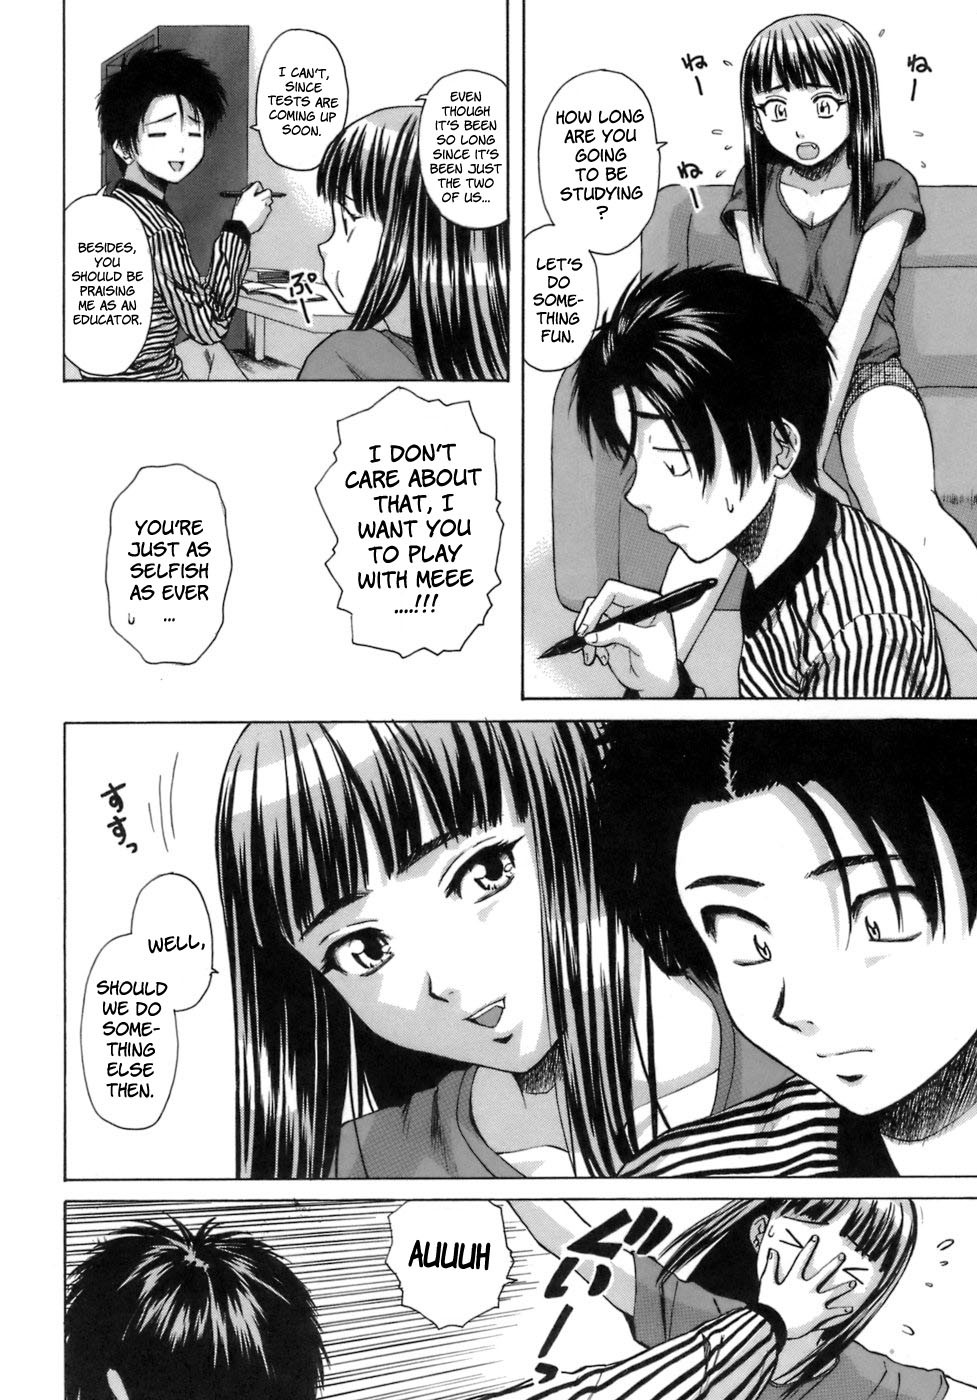 ねー
ねー
ねー
HOW LONG
ARE YOU
GOING
TO BE
STUDYING
?
LET'S
DO
SOME-
THING
FUN.
EVEN
THOUGH
IT'S BEEN
SO LONG
SINCE IT'S
BEEN JUST
THE TWO
OF US...
ぷー
I CAN'T,
SINCE
TESTS ARE
COMING UP
SOON.
BESIDES,
YOU
SHOULD BE
PRAISING
ME AS AN
EDUCATOR.
I DON'T
CARE ABOUT
THAT, I
WANT YOU
TO PLAY
WITH MEEE
....!!!
YOU'RE
JUST AS
SELFISH
AS EVER
...
すすっ
WELL,
SHOULD
WE DO
SOME-
THING
ELSE
THEN.
ぐいー
AUUUH